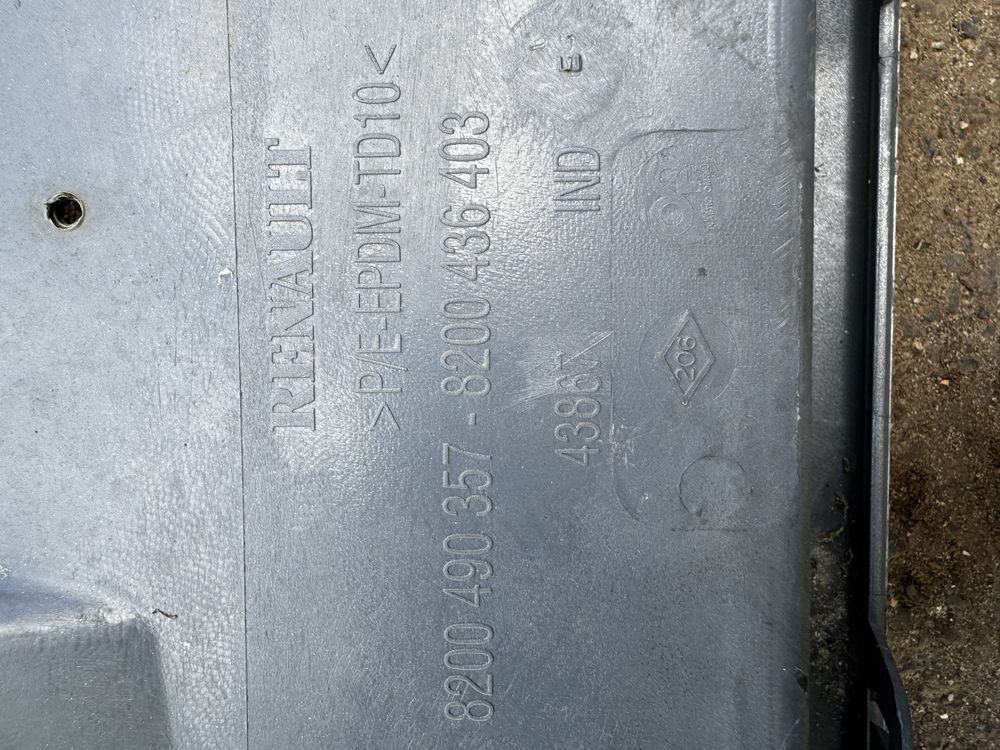 RENAULT
>P/E-EPDM-TD10<
8200 490 357 - 8200 436 403
IND
E
206